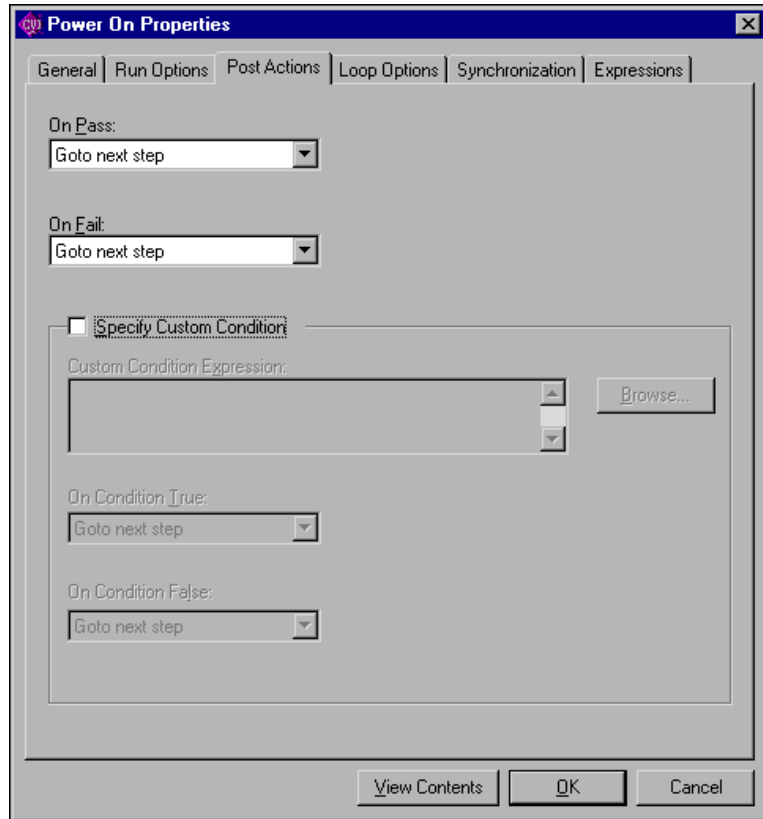 CVI Power On Properties
General Run Options Post Actions Loop Options Synchronization Expressions
On Pass:
Goto next step
On Fail:
Goto next step
Specify Custom Condition
Custom Condition Expression:
Browse...
On Condition True:
Goto next step
On Condition False:
Goto next step
View Contents OK Cancel